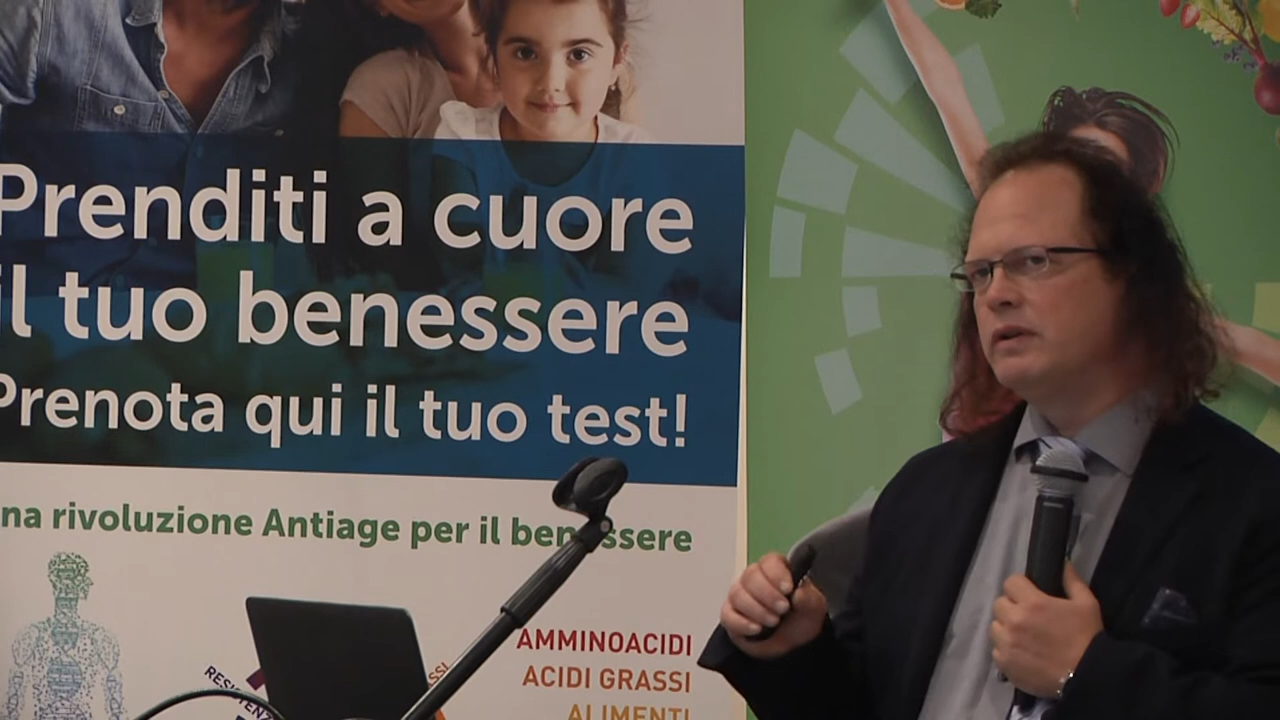 Prenditi a cuore
il tuo benessere
Prenota qui il tuo test!
na rivoluzione Antiage per il benessere
AMMINOACIDI
ACIDI GRASSI
ALIMENTI